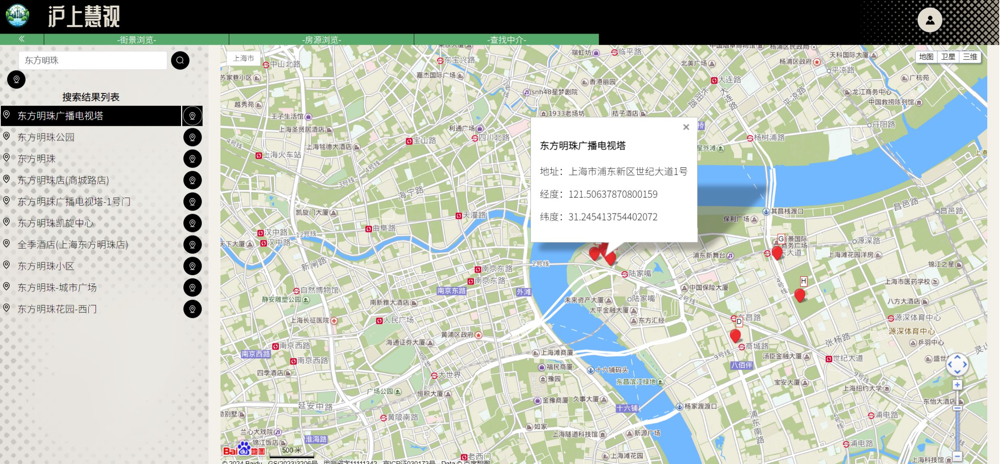 沪上慧视
-街景浏览-
-房源浏览-
-查找中介-
东方明珠
搜索结果列表
东方明珠广播电视塔
东方明珠公园
东方明珠
东方明珠店(商城路店)
东方明珠广播电视塔-1号门
东方明珠凯旋中心
全季酒店(上海东方明珠店)
东方明珠小区
东方明珠-城市广场
东方明珠花园-西门
上海市
地图
卫星
三维
东方明珠广播电视塔
地址：上海市浦东新区世纪大道1号
经度：121.50637870800159
纬度：31.245413754402072
中山北路
东宝兴路
瑞虹坊
临平路
杨浦区民政局
天科国际大厦
北美广场
杨浦区政府
平凉路
苏家巷小区
嘉杰国际广场
10号线
香港丽园
大连路
大连路
广杭苑
snh48星梦剧院
平凉路
龙江商务中心
中国救捞陈列馆
越秀苑
王子生活馆
1933老场坊
桔子酒店
丹阳路
上海圣贤居酒店
利通广场
四川北路
桥
杨树浦路
4号线
宝山路
上海铭德大酒店
星外滩
上海火车站
4号线
上港
3号线
海宁路
昌邑路
昌邑路
凯旋门大厦
天潼路
其昌栈渡口
保利广场
汉中路
12号线
曲阜路
天下大厦
汉中路
G
商务广场
源深路
浦东新舞台
上海滩花园洋房
新闸路
2号线
南京东路
陆家嘴
锦江之星
南京东路
H
4号线
上海市医药学校
自然博物馆
南京东路
外滩
中国保险大厦
静安雕塑公园
南新雅大酒店
未来资产大厦
陆家嘴
2号线
八方大酒店
太平金融大厦
上海长征医院
人民广场
东方汇经
东昌路
D
源深体育中心
源深体育中心
黄浦区政府
海通证券大厦
张杨路
乒羽中心
南京西路
南京西路
上海滩商厦
商城路
9号线
汤臣金融大厦
世纪大道
南京西路
8号线
福民商厦
十六铺码头
八佰伴
四季酒店
大世界
豫园
东昌滨江绿地
宝安大厦
9号线
上海纽约大学
广场公园
恒积大厦
金豫商厦
久事大厦
东怡大酒店
延安中路
十六铺
杨家渡渡口
黄陂南路
浦东南路
浦电路
如家
兰心大戏院
上海隧道科技馆
新源广场
淮海路
锦江饭店
浦电路
Baidu地图
500 米
老西门
上海滩花园
上海科技馆
© 2024 Baidu - GS(2023)3206号 - 甲测资字11111342 - 京ICP证030173号 - Data © 百度智图